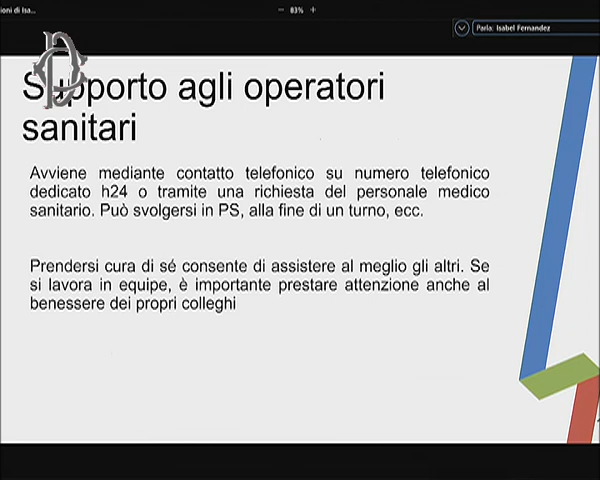 ioni di Isa...
83%
Parla: Isabel Fernandez
Supporto agli operatori
sanitari
Avviene mediante contatto telefonico su numero telefonico
dedicato h24 o tramite una richiesta del personale medico
sanitario. Può svolgersi in PS, alla fine di un turno, ecc.
Prendersi cura di sé consente di assistere al meglio gli altri. Se
si lavora in equipe, è importante prestare attenzione anche al
benessere dei propri colleghi